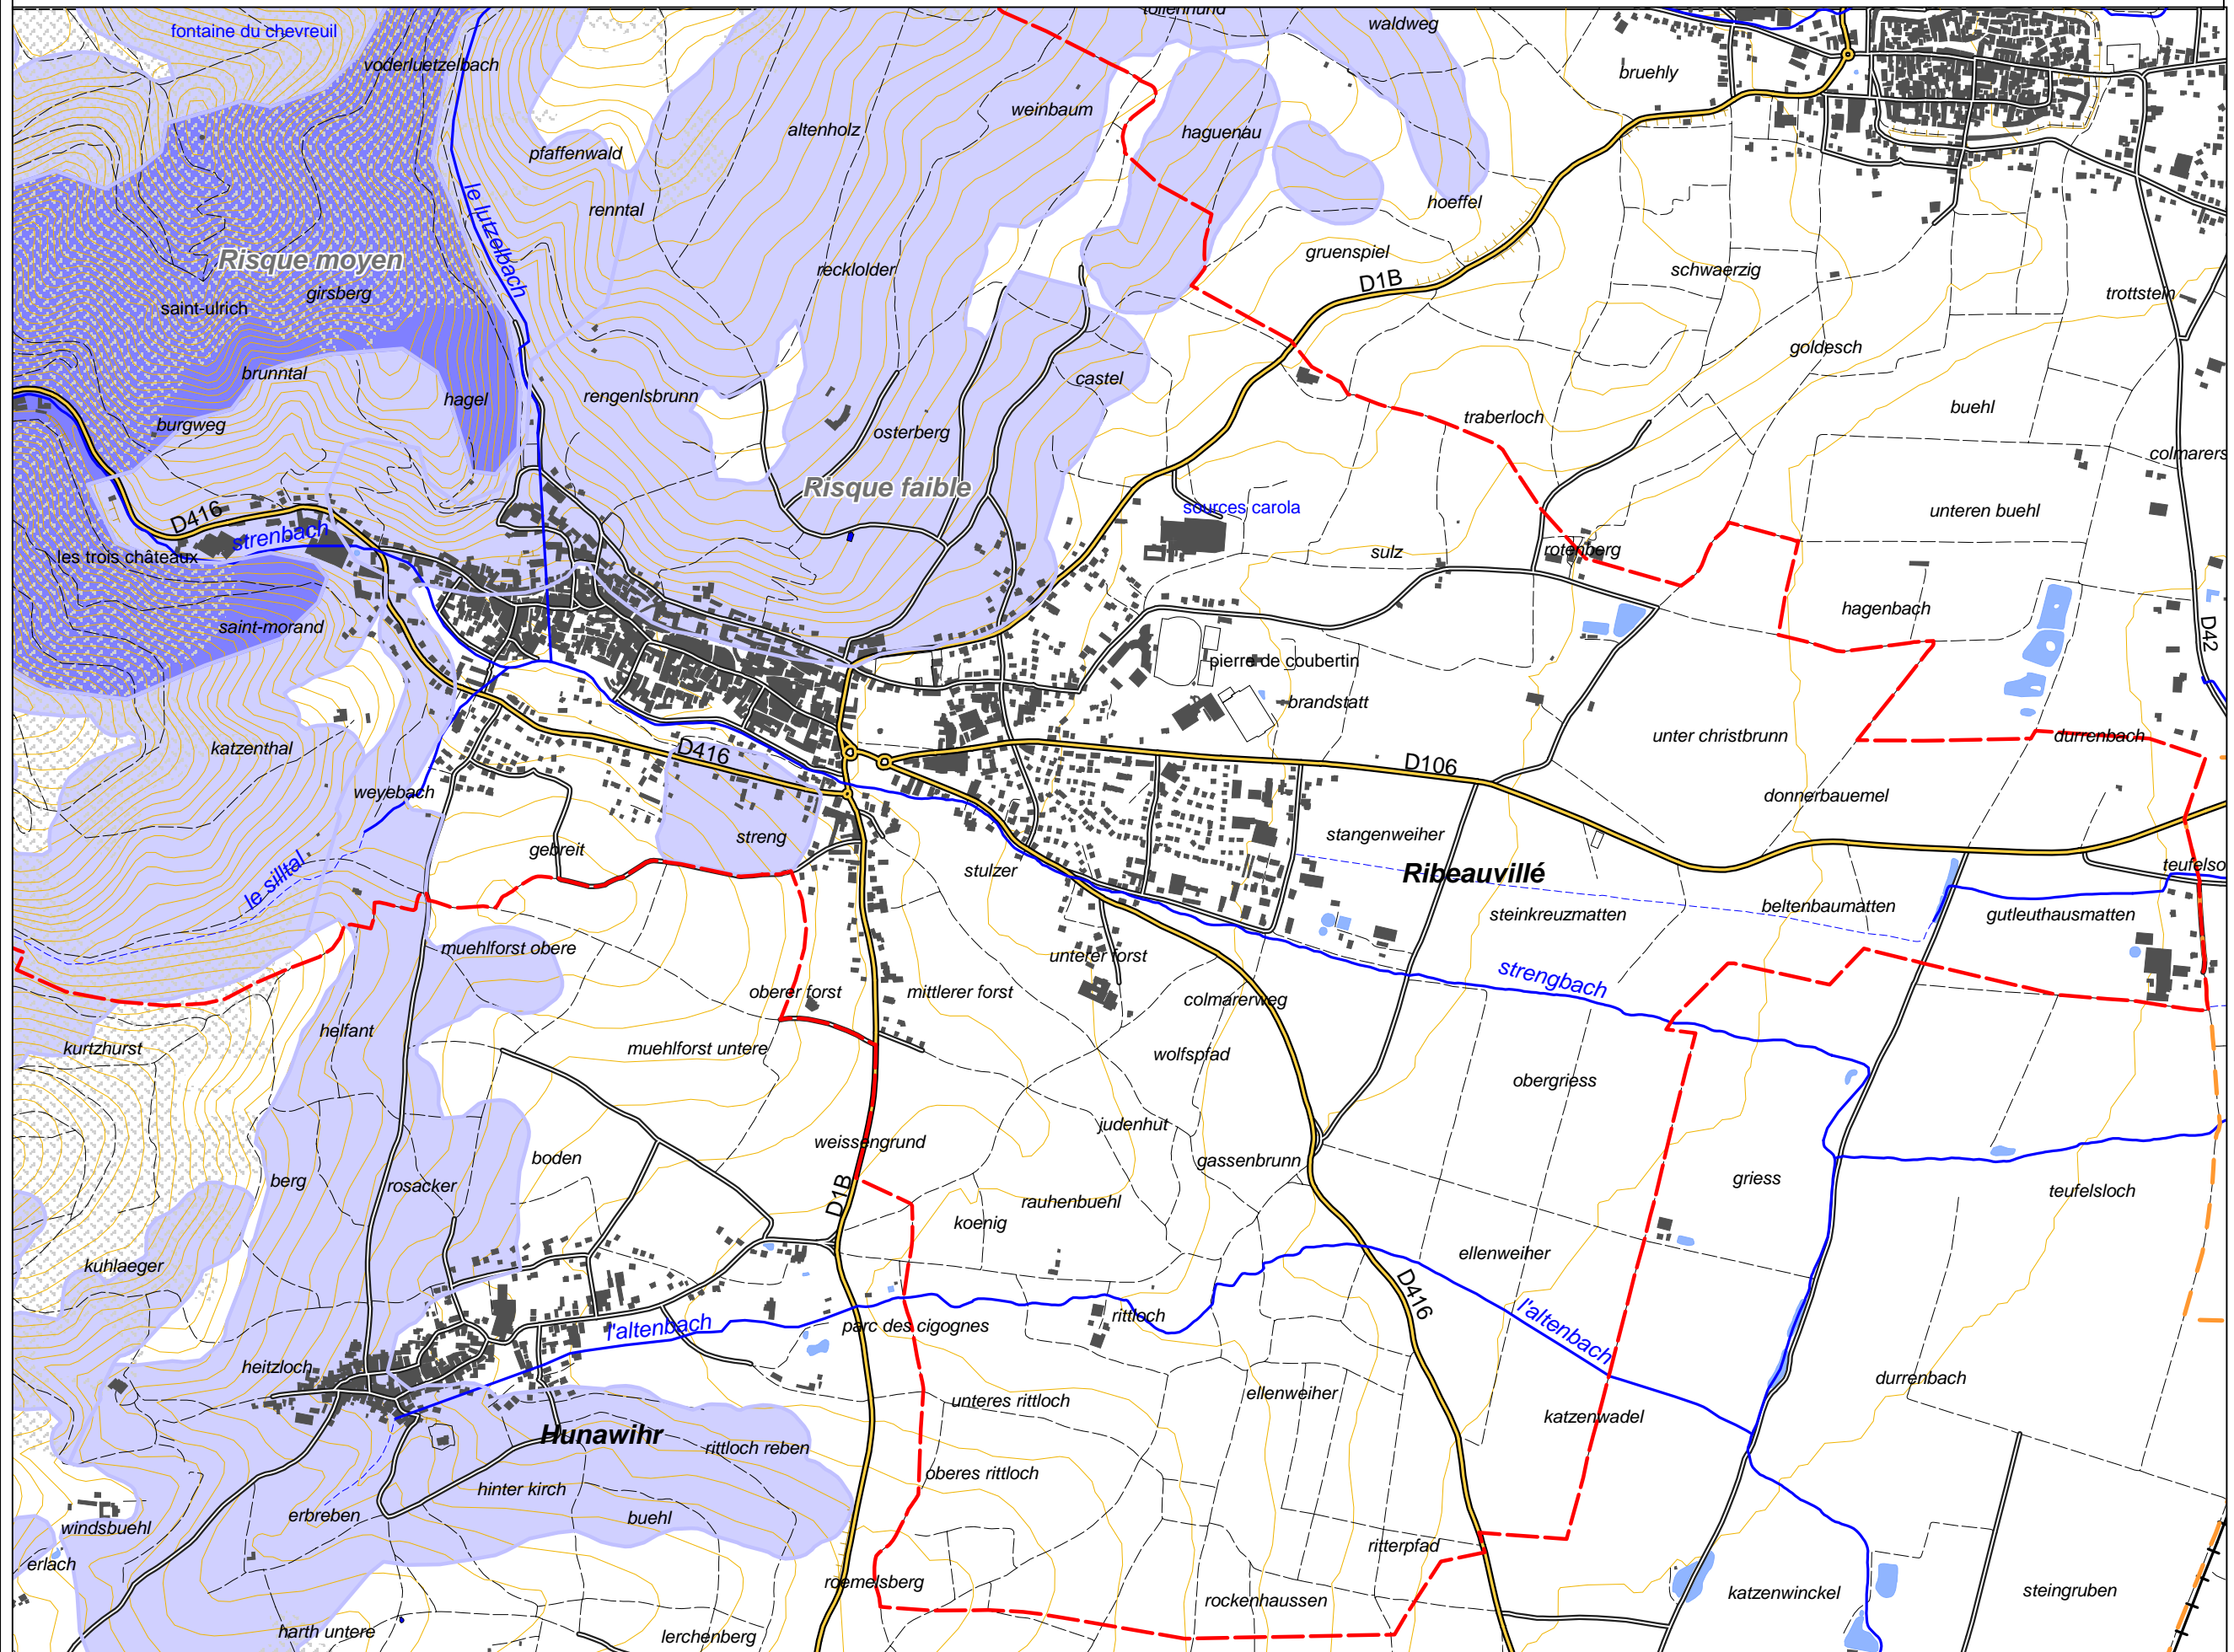 fontaine du chevreuil
tollenhund
waldweg
voderluetzelbach
bruehly
weinbaum
altenholz
haguenau
pfaffenwald
le lutzelbach
renntal
hoeffel
gruenspiel
Risque moyen
recklolder
D1B
schwaerzig
girsberg
saint-ulrich
trottstein
goldesch
brunntal
castel
rengenlsbrunn
hagel
buehl
traberloch
burgweg
osterberg
colmarers
Risque faible
sources carola
unteren buehl
D416
strenbach
sulz
rotenberg
les trois châteaux
hagenbach
saint-morand
D42
pierre de coubertin
brandstatt
katzenthal
D416
unter christbrunn
durrenbach
D106
weyebach
donnerbauemel
streng
stangenweiher
gebreit
teufelso
stulzer
Ribeauvillé
le silltal
beltenbaumatten
steinkreuzmatten
gutleuthausmatten
muehlforst obere
unterer forst
strengbach
oberer forst
mittlerer forst
colmarerweg
helfant
kurtzhurst
muehlforst untere
wolfspfad
obergriess
judenhut
weissengrund
boden
gassenbrunn
berg
rosacker
griess
teufelsloch
D1B
rauhenbuehl
koenig
ellenweiher
kuhlaeger
D416
l'altenbach
parc des cigognes
rittloch
l'altenbach
heitzloch
durrenbach
ellenweiher
unteres rittloch
katzenwadel
Hunawihr
rittloch reben
oberes rittloch
hinter kirch
erbreben
buehl
windsbuehl
ritterpfad
erlach
roemelsberg
steingruben
katzenwinckel
rockenhaussen
harth untere
lerchenberg